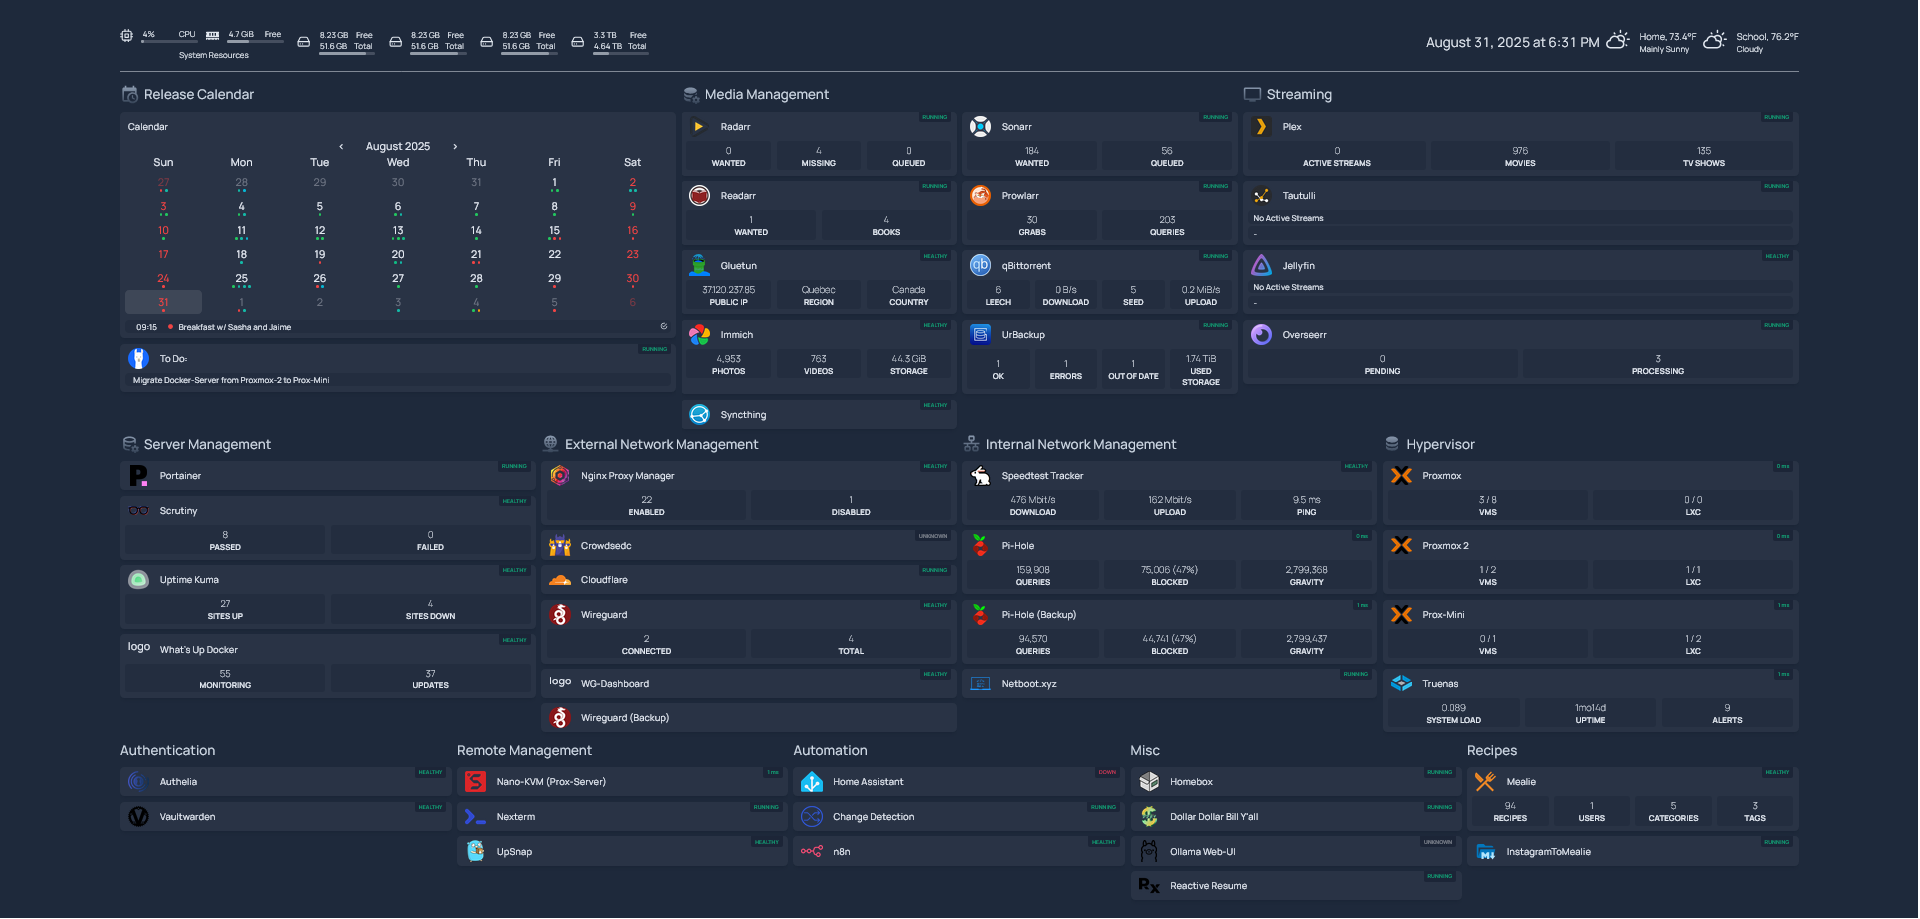 4% CPU
4.7 GiB Free
System Resources
8.23 GB Free
51.6 GB Total
8.23 GB Free
51.6 GB Total
8.23 GB Free
51.6 GB Total
3.3 TB Free
4.64 TB Total
August 31, 2025 at 6:31 PM
Home, 73.4°F
Mainly Sunny
School, 76.2°F
Cloudy
Release Calendar
Calendar
‹ August 2025 ›
Sun Mon Tue Wed Thu Fri Sat
27 28 29 30 31 1 2
3 4 5 6 7 8 9
10 11 12 13 14 15 16
17 18 19 20 21 22 23
24 25 26 27 28 29 30
31 1 2 3 4 5 6
09:15 Breakfast w/ Sasha and Jaime
To Do: RUNNING
Migrate Docker-Server from Proxmox-2 to Prox-Mini
Media Management
Radarr RUNNING
0 4 0
WANTED MISSING QUEUED
Sonarr RUNNING
184 56
WANTED QUEUED
Readarr RUNNING
1 4
WANTED BOOKS
Prowlarr RUNNING
30 203
GRABS QUERIES
Gluetun HEALTHY
37.120.237.85 Quebec Canada
PUBLIC IP REGION COUNTRY
qb qBittorrent RUNNING
6 0 B/s 5 0.2 MiB/s
LEECH DOWNLOAD SEED UPLOAD
Immich HEALTHY
4,953 763 44.3 GiB
PHOTOS VIDEOS STORAGE
UrBackup RUNNING
1 1 1 1.74 TiB
OK ERRORS OUT OF DATE USED STORAGE
Syncthing HEALTHY
Streaming
Plex RUNNING
0 976 135
ACTIVE STREAMS MOVIES TV SHOWS
Tautulli RUNNING
No Active Streams
-
Jellyfin HEALTHY
No Active Streams
-
Overseerr RUNNING
0 3
PENDING PROCESSING
Server Management
Portainer RUNNING
Scrutiny HEALTHY
8 0
PASSED FAILED
Uptime Kuma HEALTHY
27 4
SITES UP SITES DOWN
logo What's Up Docker HEALTHY
55 37
MONITORING UPDATES
External Network Management
Nginx Proxy Manager HEALTHY
22 1
ENABLED DISABLED
Crowdsedc UNKNOWN
Cloudflare RUNNING
Wireguard HEALTHY
2 4
CONNECTED TOTAL
logo WG-Dashboard HEALTHY
Wireguard (Backup)
Internal Network Management
Speedtest Tracker HEALTHY
476 Mbit/s 162 Mbit/s 9.5 ms
DOWNLOAD UPLOAD PING
Pi-Hole 0 ms
159,908 75,006 (47%) 2,799,368
QUERIES BLOCKED GRAVITY
Pi-Hole (Backup) 1 ms
94,570 44,741 (47%) 2,799,437
QUERIES BLOCKED GRAVITY
Netboot.xyz RUNNING
Hypervisor
Proxmox 0 ms
3 / 8 0 / 0
VMS LXC
Proxmox 2 0 ms
1 / 2 1 / 1
VMS LXC
Prox-Mini 1 ms
0 / 1 1 / 2
VMS LXC
Truenas 1 ms
0.089 1mo14d 9
SYSTEM LOAD UPTIME ALERTS
Authentication
Authelia HEALTHY
Vaultwarden HEALTHY
Remote Management
Nano-KVM (Prox-Server) 1 ms
Nexterm RUNNING
UpSnap HEALTHY
Automation
Home Assistant DOWN
Change Detection RUNNING
n8n HEALTHY
Misc
Homebox RUNNING
Dollar Dollar Bill Y'all RUNNING
Ollama Web-UI UNKNOWN
Rx Reactive Resume RUNNING
Recipes
Mealie HEALTHY
94 1 5 3
RECIPES USERS CATEGORIES TAGS
InstagramToMealie RUNNING